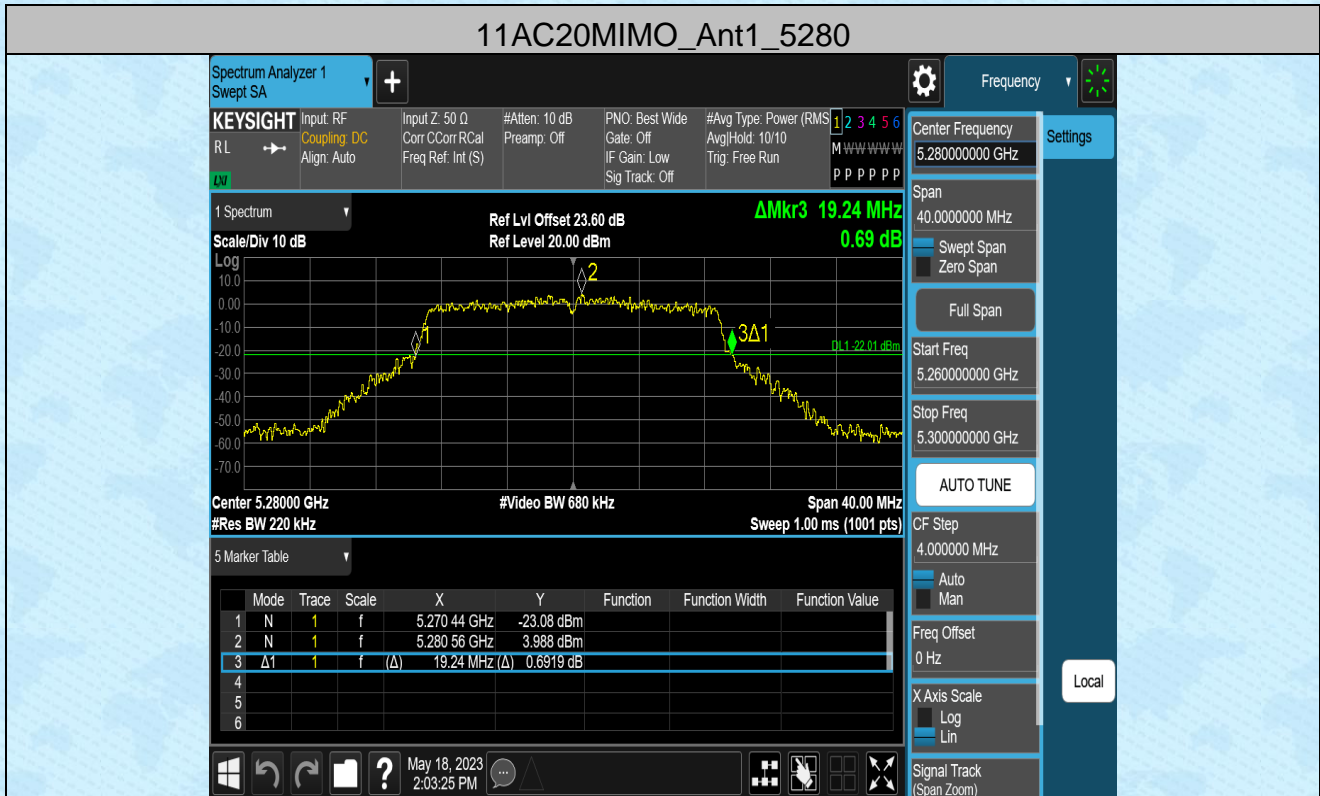 11AC20MIMO_Ant1_5280
Spectrum Analyzer 1
Swept SA
Frequency
KEYSIGHT
RL
LXI
Input: RF
Coupling: DC
Align: Auto
Input Z: 50 Ω
Corr CCorr RCal
Freq Ref: Int (S)
#Atten: 10 dB
Preamp: Off
PNO: Best Wide
Gate: Off
IF Gain: Low
Sig Track: Off
#Avg Type: Power (RMS
Avg|Hold: 10/10
Trig: Free Run
1 2 3 4 5 6
M W W W W W
P P P P P P
1 Spectrum
Scale/Div 10 dB
Ref Lvl Offset 23.60 dB
Ref Level 20.00 dBm
ΔMkr3 19.24 MHz
0.69 dB
Log
10.0
0.00
-10.0
-20.0
-30.0
-40.0
-50.0
-60.0
-70.0
2
1
3Δ1
DL1 -22.01 dBm
Center 5.28000 GHz
#Video BW 680 kHz
Span 40.00 MHz
#Res BW 220 kHz
Sweep 1.00 ms (1001 pts)
5 Marker Table
Mode Trace Scale X Y Function Function Width Function Value
1 N 1 f 5.270 44 GHz -23.08 dBm
2 N 1 f 5.280 56 GHz 3.988 dBm
3 Δ1 1 f (Δ) 19.24 MHz (Δ) 0.6919 dB
4
5
6
May 18, 2023
2:03:25 PM
Center Frequency
5.280000000 GHz
Settings
Span
40.0000000 MHz
Swept Span
Zero Span
Full Span
Start Freq
5.260000000 GHz
Stop Freq
5.300000000 GHz
AUTO TUNE
CF Step
4.000000 MHz
Auto
Man
Freq Offset
0 Hz
X Axis Scale
Log
Lin
Local
Signal Track
(Span Zoom)